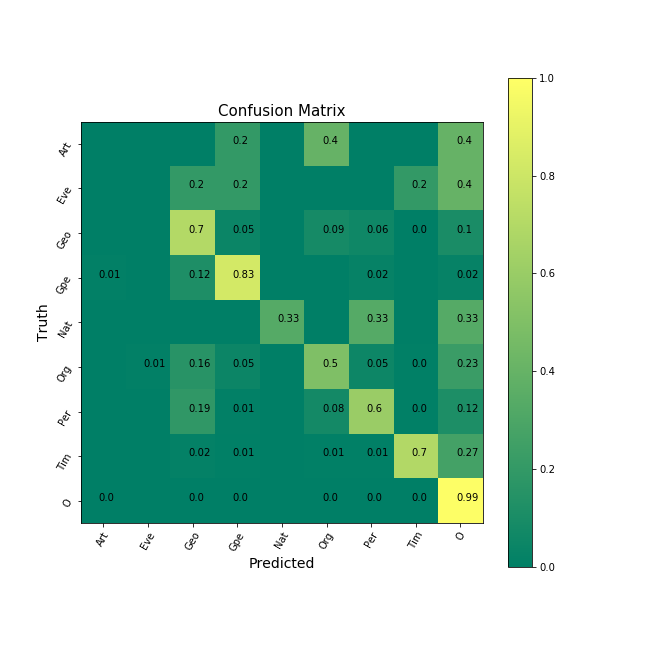 Confusion Matrix
Truth
Art 0.2 0.4 0.4
Eve 0.2 0.2 0.2 0.4
Geo 0.7 0.05 0.09 0.06 0.0 0.1
Gpe 0.01 0.12 0.83 0.02 0.02
Nat 0.33 0.33 0.33
Org 0.01 0.16 0.05 0.5 0.05 0.0 0.23
Per 0.19 0.01 0.08 0.6 0.0 0.12
Tim 0.02 0.01 0.01 0.01 0.7 0.27
O 0.0 0.0 0.0 0.0 0.0 0.0 0.99
Art Eve Geo Gpe Nat Org Per Tim O
Predicted
1.0
0.8
0.6
0.4
0.2
0.0